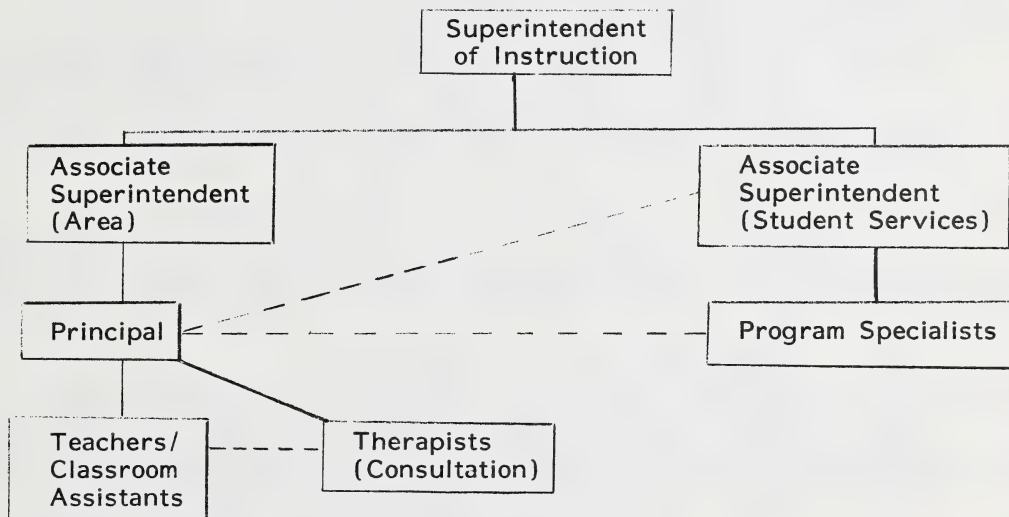 Superintendent
of Instruction
Associate
Superintendent
(Area)
Associate
Superintendent
(Student Services)
Principal
Program Specialists
Teachers/
Classroom
Assistants
Therapists
(Consultation)